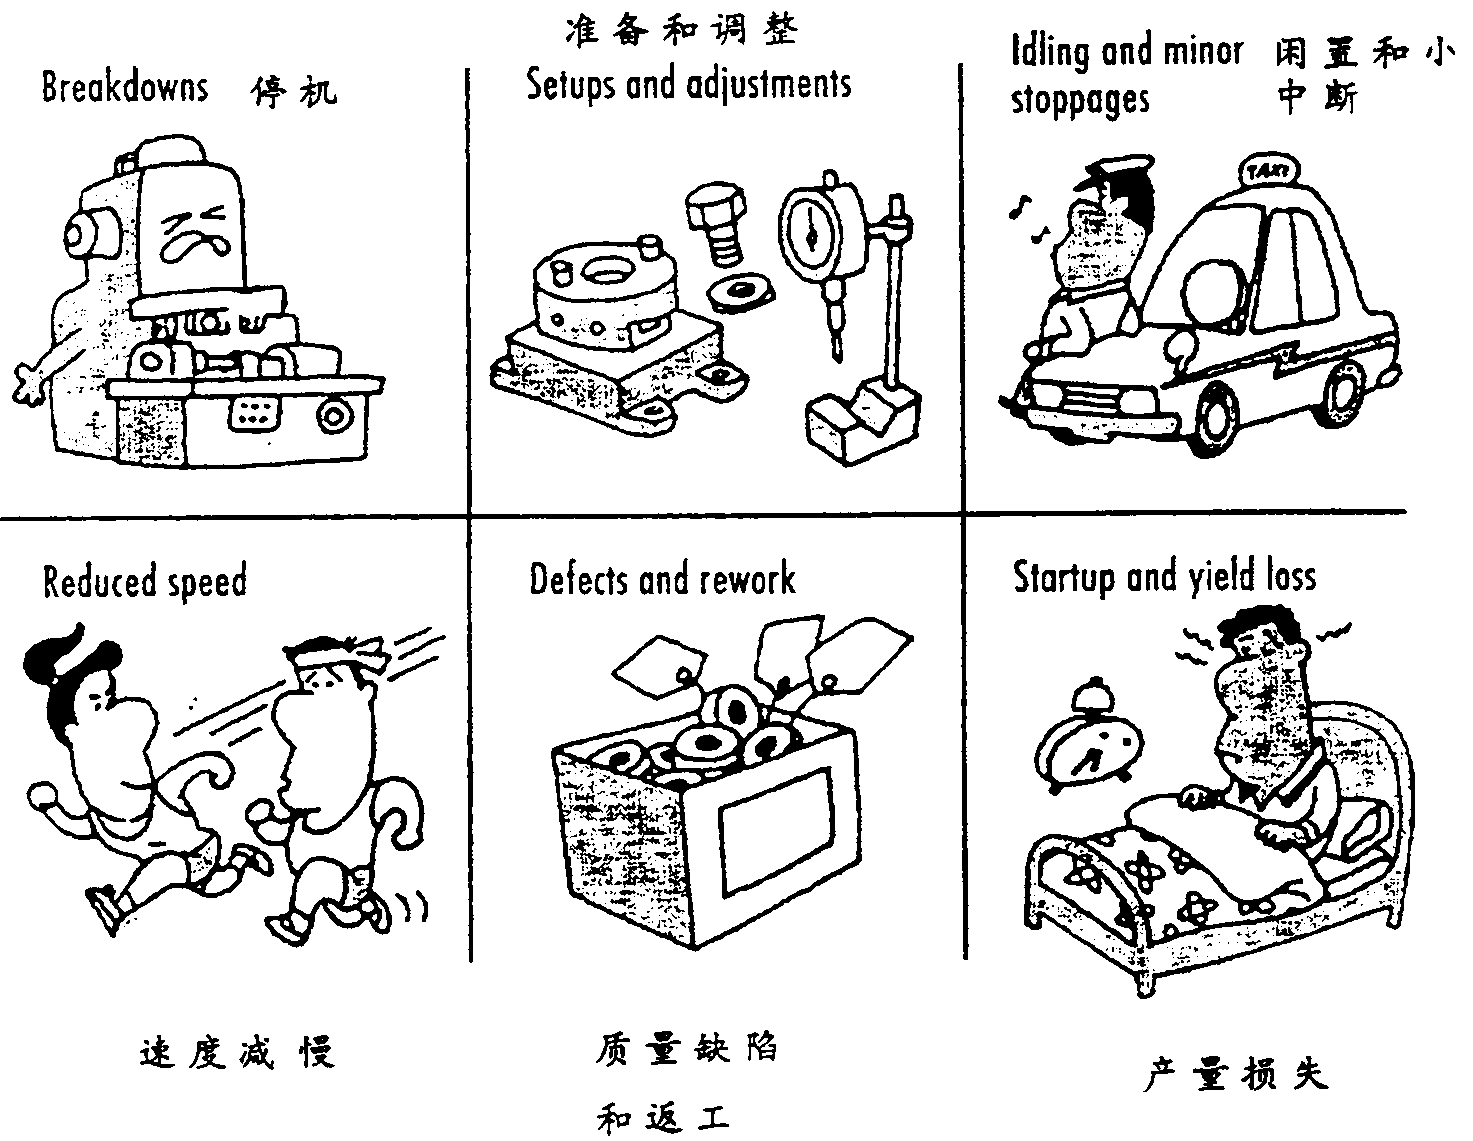 Breakdowns 停机
准备和调整
Setups and adjustments
Idling and minor 闲置和小
stoppages 中断
TAXI
Reduced speed
Defects and rework
Startup and yield loss
速度减慢
质量缺陷
和返工
产量损失